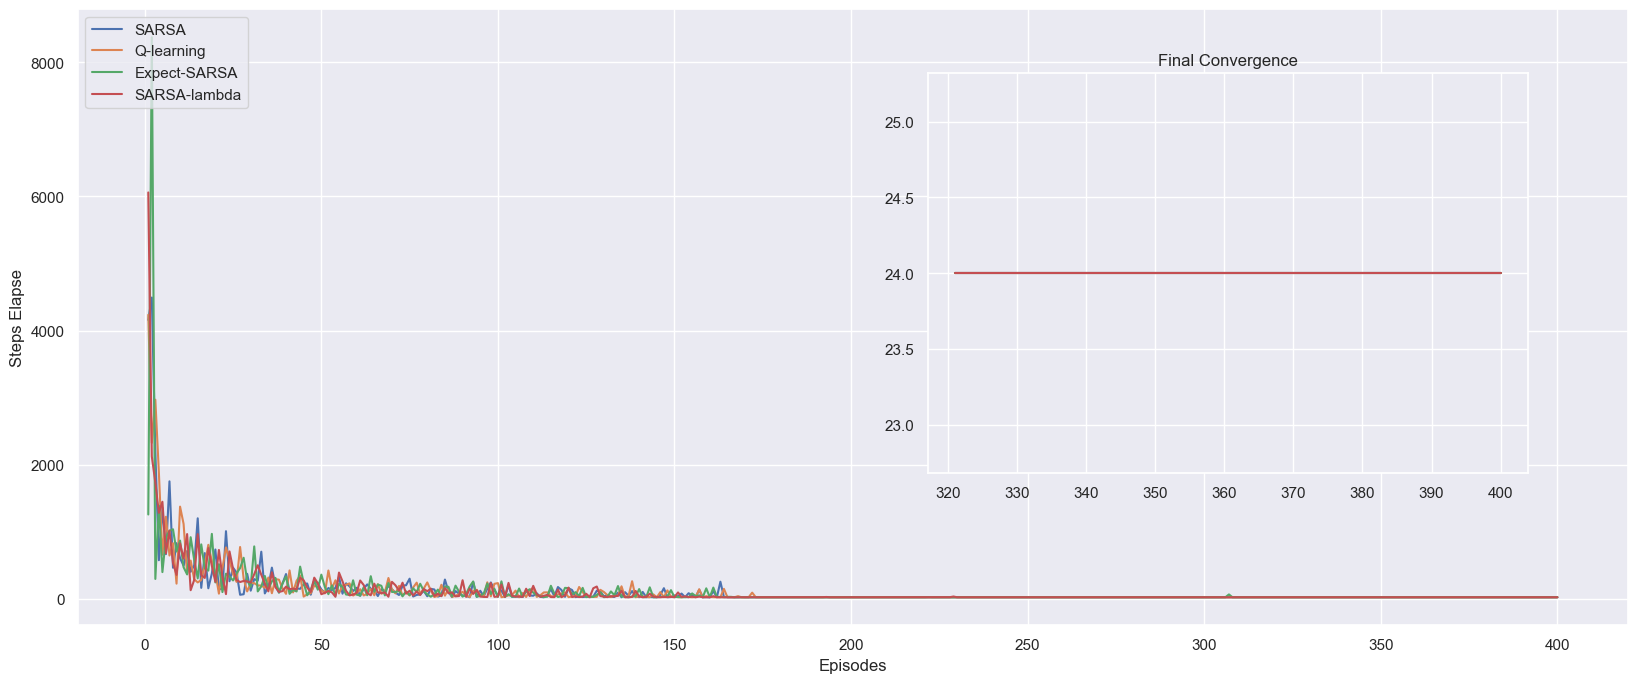 SARSA
Q-learning
Expect-SARSA
SARSA-lambda
8000
6000
4000
2000
0
Steps Elapse
0 50 100 150 200 250 300 350 400
Episodes
Final Convergence
25.0
24.5
24.0
23.5
23.0
320 330 340 350 360 370 380 390 400